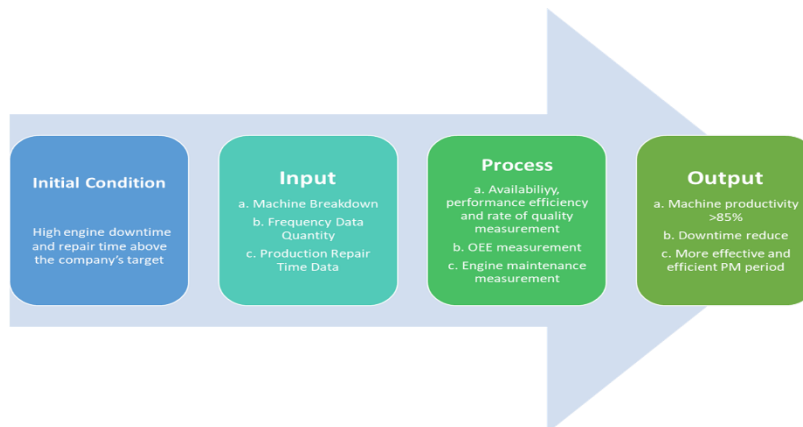 Initial Condition
High engine downtime
and repair time above
the company's target
Input
a. Machine Breakdown
b. Frequency Data
Quantity
c. Production Repair
Time Data
Process
a. Availabiliyy,
performance efficiency
and rate of quality
measurement
b. OEE measurement
c. Engine maintenance
measurement
Output
a. Machine productivity
>85%
b. Downtime reduce
c. More effective and
efficient PM period